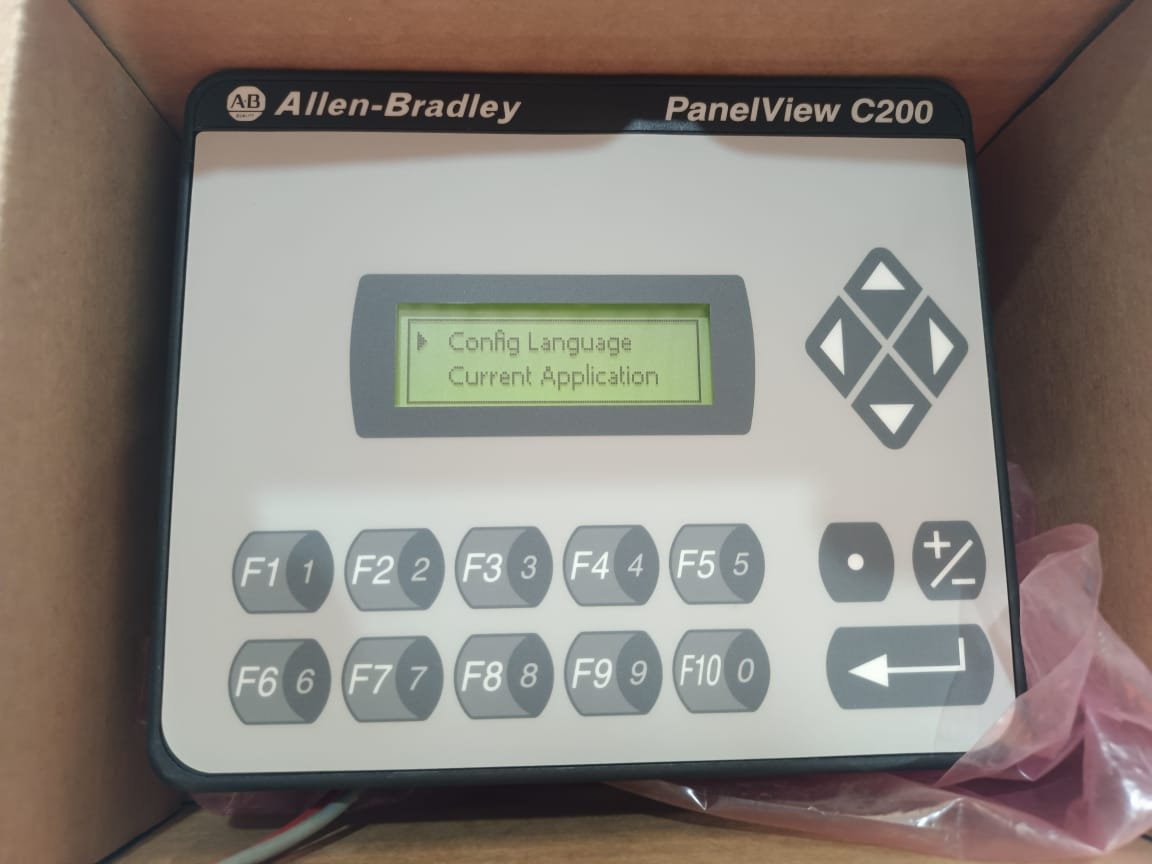 A·B QUALITY Allen-Bradley PanelView C200
Config Language
Current Application
F1 1 F2 2 F3 3 F4 4 F5 5 • +/-
F6 6 F7 7 F8 8 F9 9 F10 0